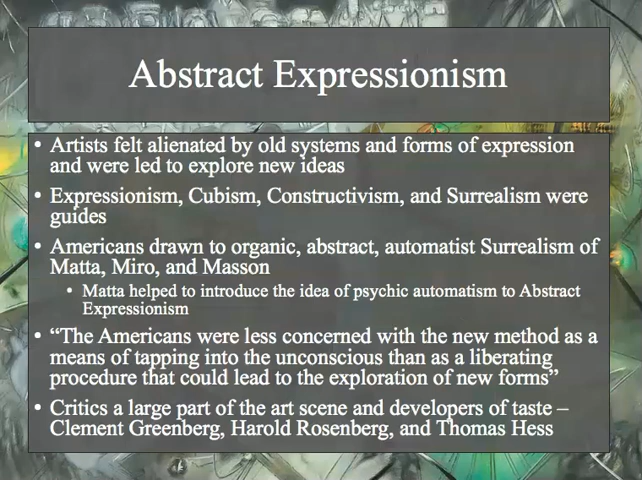 Abstract Expressionism
• Artists felt alienated by old systems and forms of expression
and were led to explore new ideas
• Expressionism, Cubism, Constructivism, and Surrealism were
guides
• Americans drawn to organic, abstract, automatist Surrealism of
Matta, Miro, and Masson
• Matta helped to introduce the idea of psychic automatism to Abstract
Expressionism
• “The Americans were less concerned with the new method as a
means of tapping into the unconscious than as a liberating
procedure that could lead to the exploration of new forms”
• Critics a large part of the art scene and developers of taste –
Clement Greenberg, Harold Rosenberg, and Thomas Hess